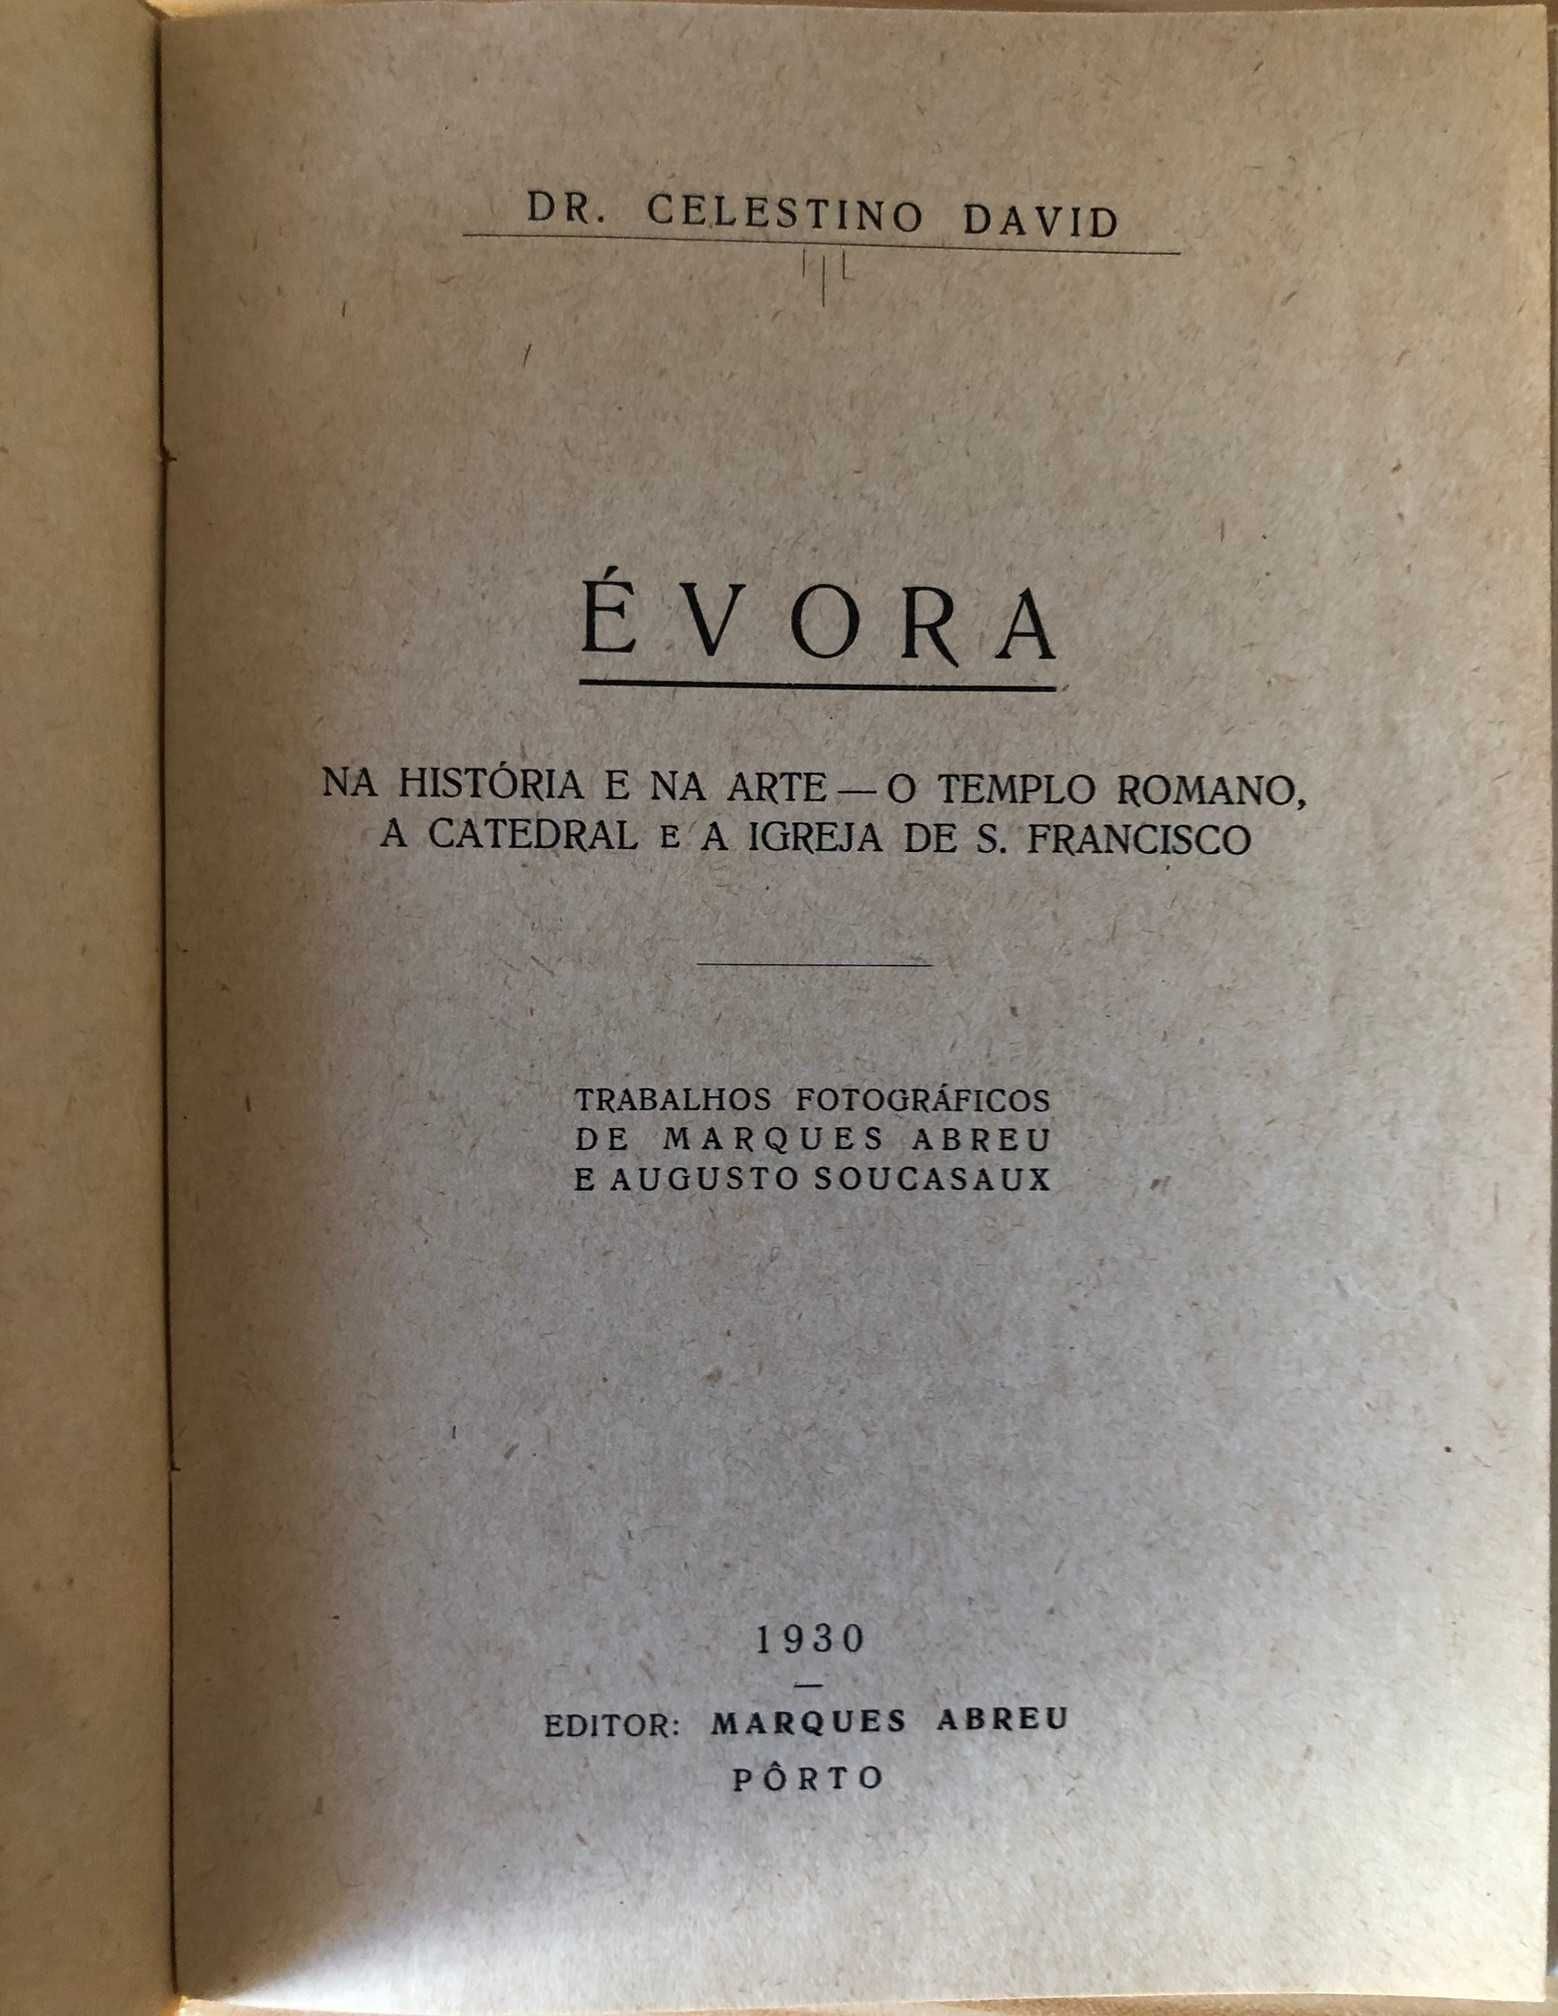 DR. CELESTINO DAVID
ÉVORA
NA HISTÓRIA E NA ARTE — O TEMPLO ROMANO,
A CATEDRAL E A IGREJA DE S. FRANCISCO
TRABALHOS FOTOGRÁFICOS
DE MARQUES ABREU
E AUGUSTO SOUCASAUX
1930
EDITOR: MARQUES ABREU
PÔRTO